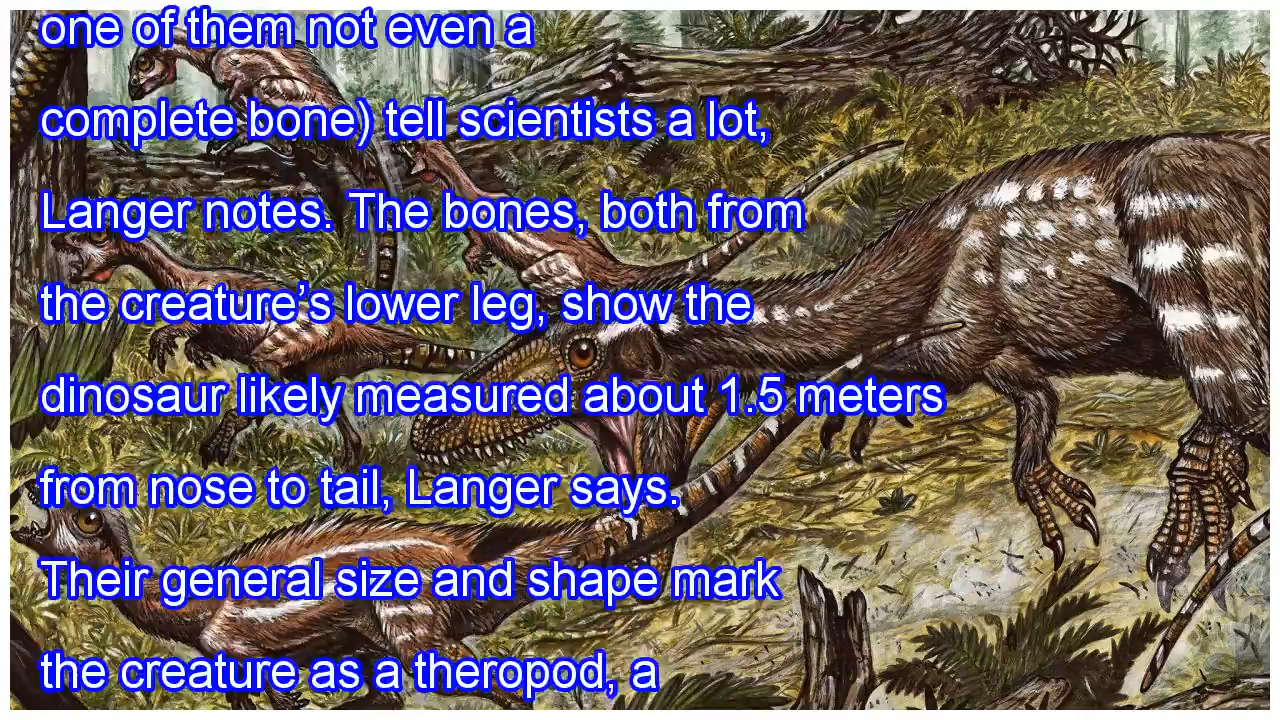 one of them not even a
complete bone) tell scientists a lot,
Langer notes. The bones, both from
the creature’s lower leg, show the
dinosaur likely measured about 1.5 meters
from nose to tail, Langer says.
Their general size and shape mark
the creature as a theropod, a